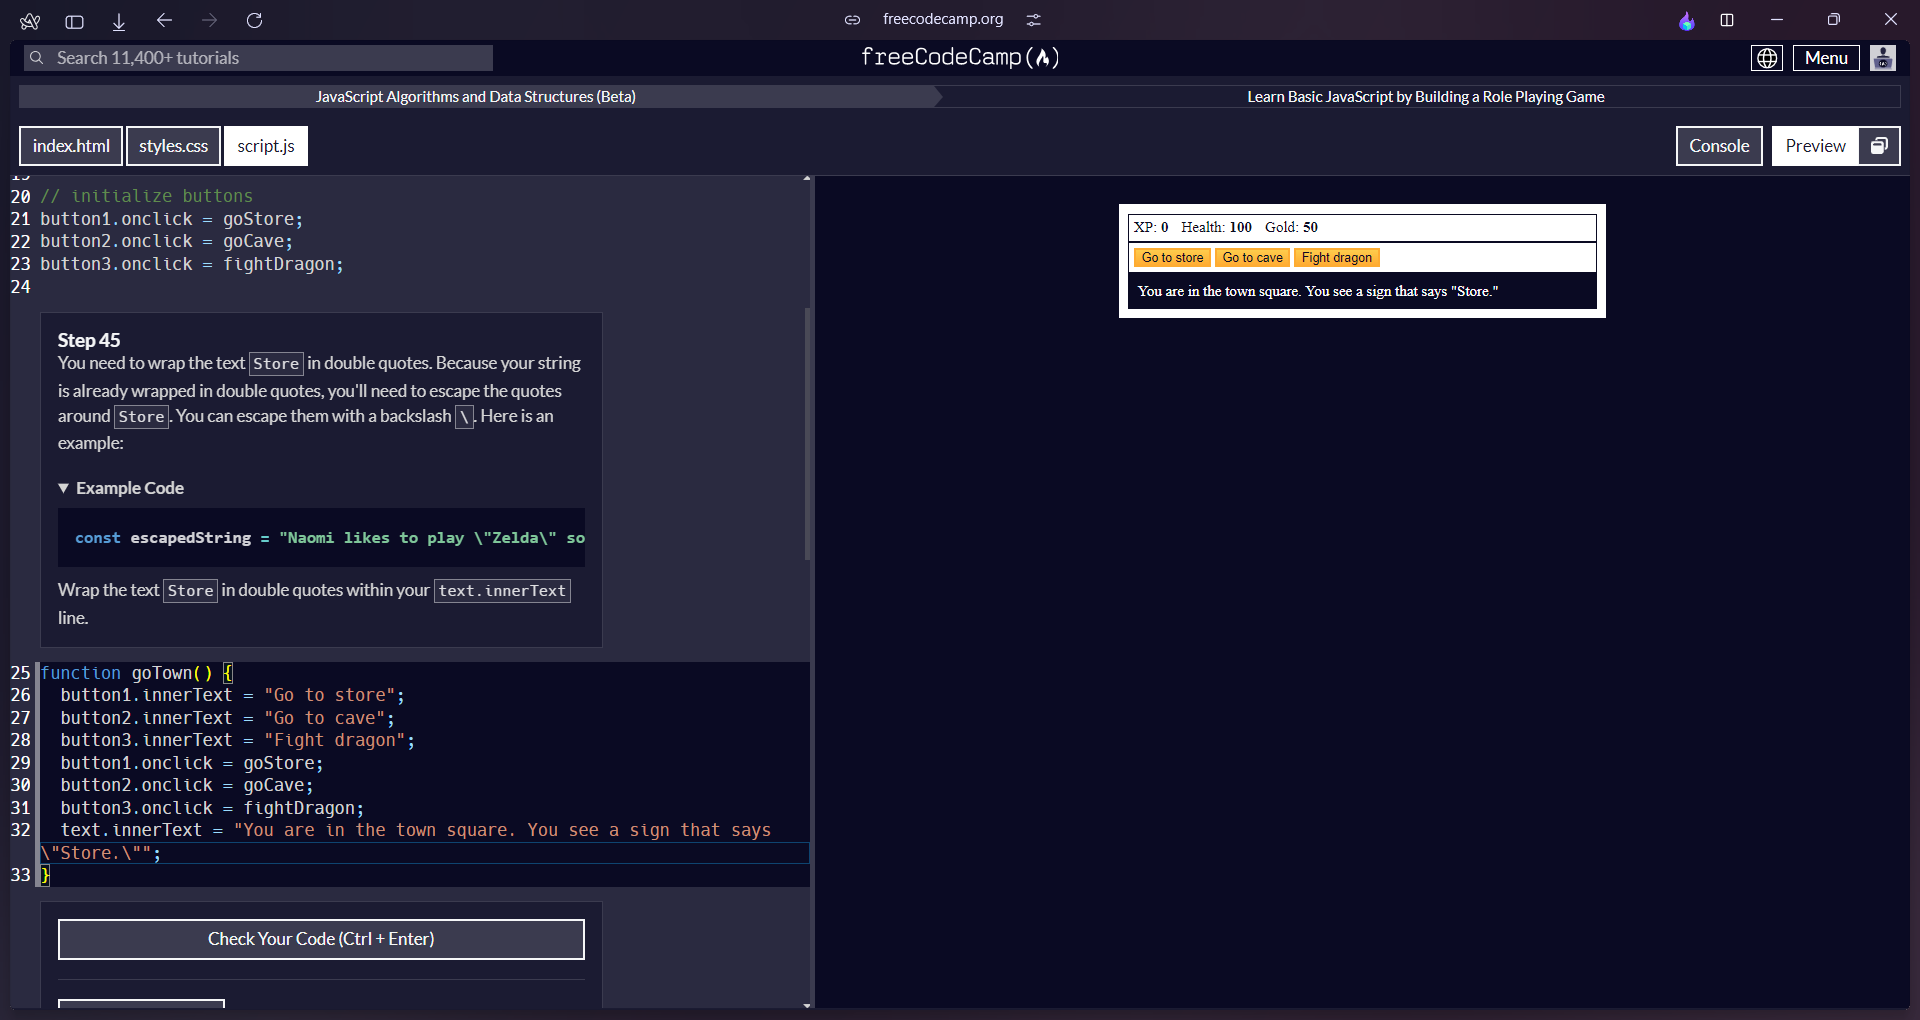 freecodecamp.org
Search 11,400+ tutorials
freeCodeCamp(🔥)
Menu
JavaScript Algorithms and Data Structures (Beta)
Learn Basic JavaScript by Building a Role Playing Game
index.html
styles.css
script.js
Console
Preview
20 // initialize buttons
21 button1.onclick = goStore;
22 button2.onclick = goCave;
23 button3.onclick = fightDragon;
24
Step 45
You need to wrap the text Store in double quotes. Because your string
is already wrapped in double quotes, you'll need to escape the quotes
around Store. You can escape them with a backslash \. Here is an
example:
▼ Example Code
const escapedString = "Naomi likes to play \"Zelda\" so
Wrap the text Store in double quotes within your text.innerText
line.
25 function goTown() {
26 button1.innerText = "Go to store";
27 button2.innerText = "Go to cave";
28 button3.innerText = "Fight dragon";
29 button1.onclick = goStore;
30 button2.onclick = goCave;
31 button3.onclick = fightDragon;
32 text.innerText = "You are in the town square. You see a sign that says
\"Store.\"";
33 }
Check Your Code (Ctrl + Enter)
XP: 0 Health: 100 Gold: 50
Go to store Go to cave Fight dragon
You are in the town square. You see a sign that says "Store."